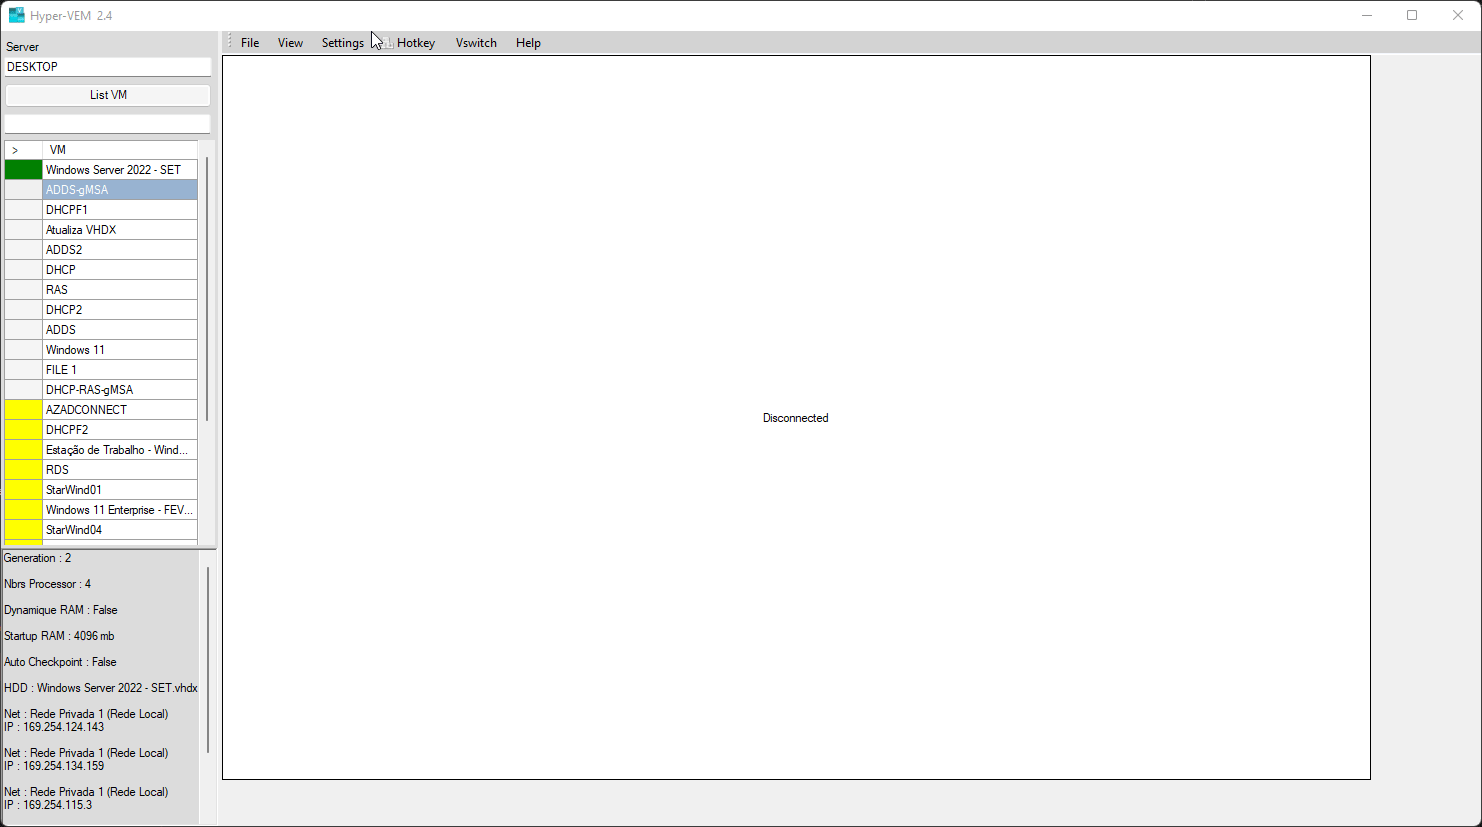 Hyper-VEM 2.4
File View Settings Hotkey Vswitch Help
Server
DESKTOP
List VM
> VM
Windows Server 2022 - SET
ADDS-gMSA
DHCPF1
Atualiza VHDX
ADDS2
DHCP
RAS
DHCP2
ADDS
Windows 11
FILE 1
DHCP-RAS-gMSA
AZADCONNECT
DHCPF2
Estação de Trabalho - Wind...
RDS
StarWind01
Windows 11 Enterprise - FEV...
StarWind04
Generation : 2
Nbrs Processor : 4
Dynamique RAM : False
Startup RAM : 4096 mb
Auto Checkpoint : False
HDD : Windows Server 2022 - SET.vhdx
Net : Rede Privada 1 (Rede Local)
IP : 169.254.124.143
Net : Rede Privada 1 (Rede Local)
IP : 169.254.134.159
Net : Rede Privada 1 (Rede Local)
IP : 169.254.115.3
Disconnected